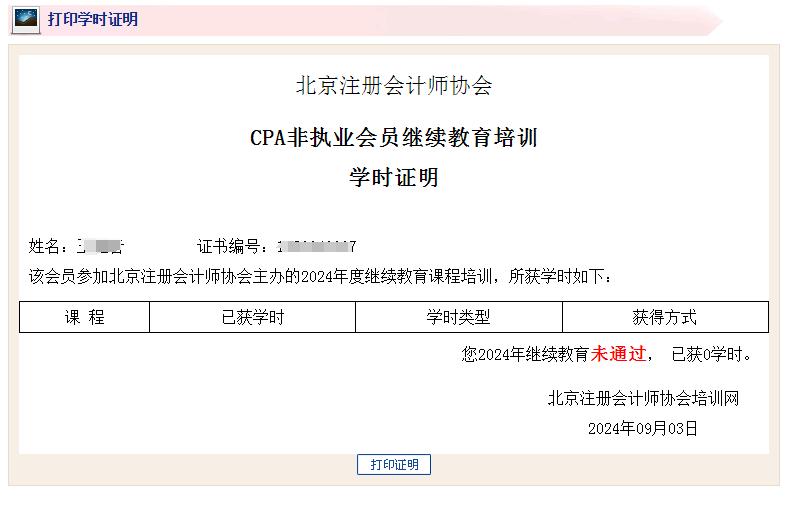 打印学时证明
北京注册会计师协会
CPA非执业会员继续教育培训
学时证明
姓名： 证书编号：
该会员参加北京注册会计师协会主办的2024年度继续教育课程培训，所获学时如下：
课 程 已获学时 学时类型 获得方式
您2024年继续教育未通过， 已获0学时。
北京注册会计师协会培训网
2024年09月03日
打印证明